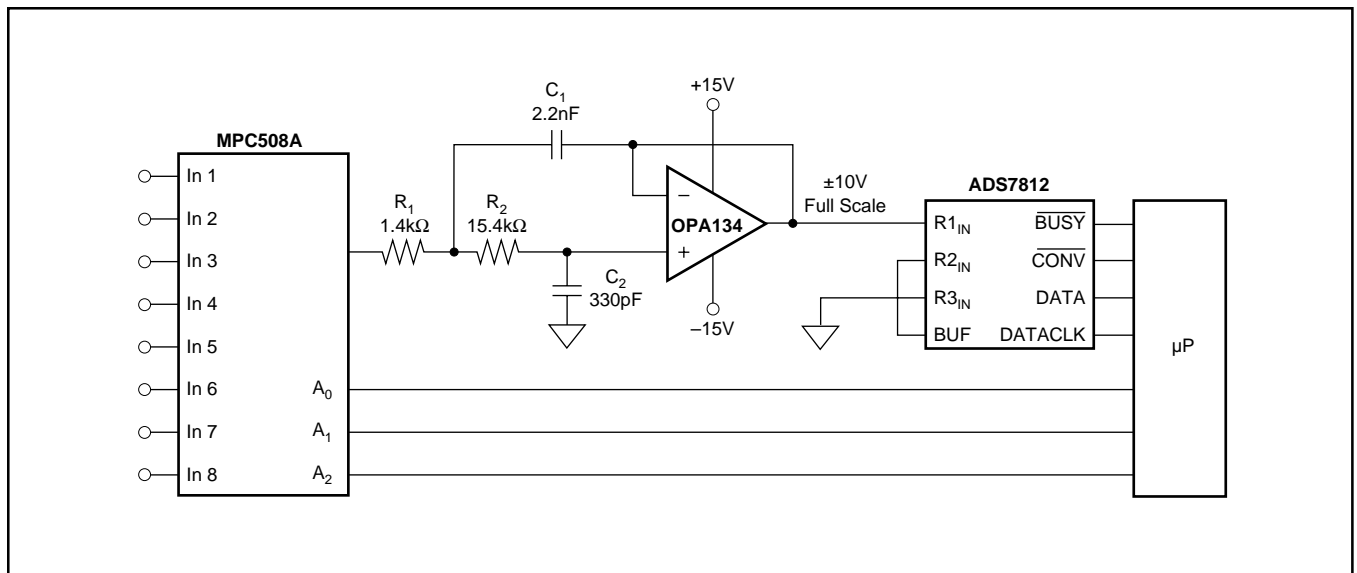 MPC508A
In 1
In 2
In 3
In 4
In 5
In 6
In 7
In 8
A0
A1
A2
R1
1.4kΩ
R2
15.4kΩ
C1
2.2nF
C2
330pF
+15V
–
OPA134
+
–15V
±10V
Full Scale
ADS7812
R1IN
R2IN
R3IN
BUF
BUSY
CONV
DATA
DATACLK
µP